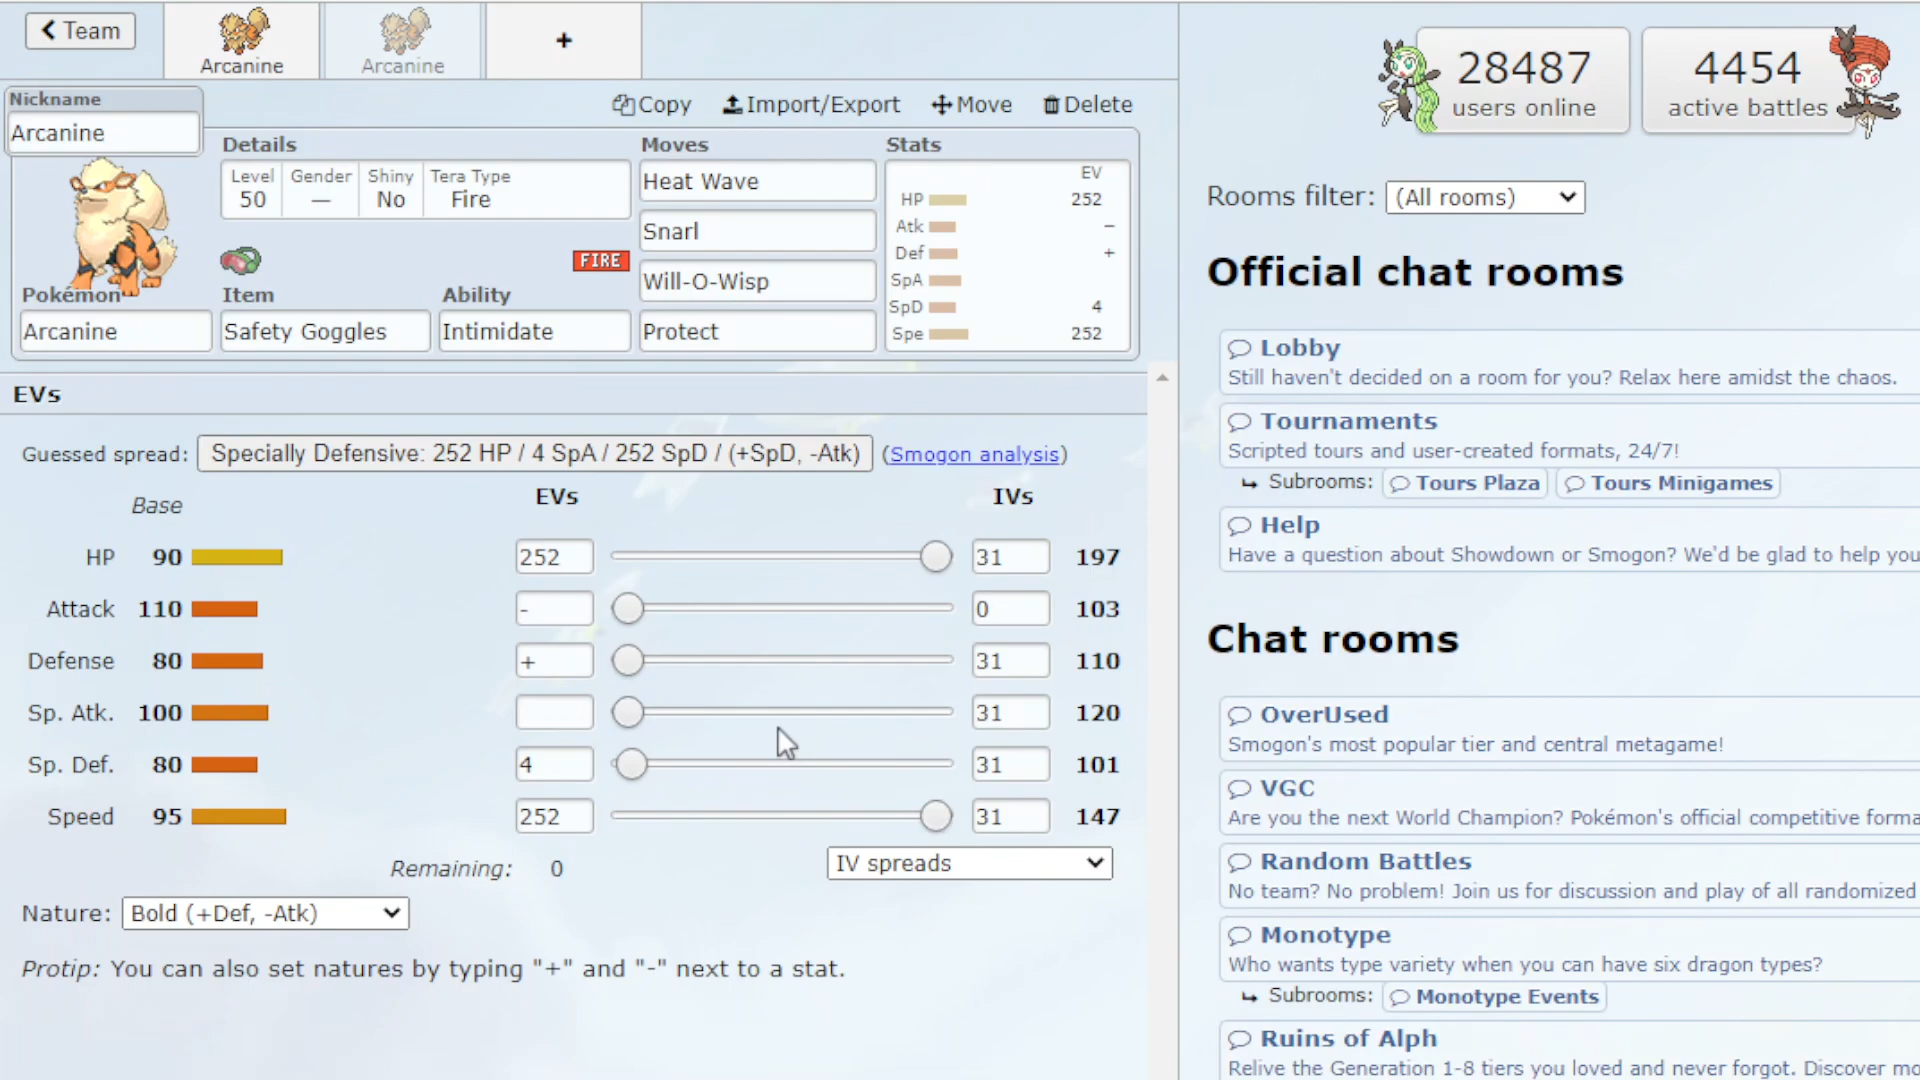 Team
Arcanine
Arcanine
+
Nickname
Arcanine
Copy
Import/Export
Move
Delete
Details
Level
50
Gender
—
Shiny
No
Tera Type
Fire
FIRE
Pokémon
Arcanine
Item
Safety Goggles
Ability
Intimidate
Moves
Heat Wave
Snarl
Will-O-Wisp
Protect
Stats
EV
HP 252
Atk −
Def +
SpA
SpD 4
Spe 252
EVs
Guessed spread: Specially Defensive: 252 HP / 4 SpA / 252 SpD / (+SpD, -Atk) (Smogon analysis)
Base EVs IVs
HP 90 252 31 197
Attack 110 - 0 103
Defense 80 + 31 110
Sp. Atk. 100 31 120
Sp. Def. 80 4 31 101
Speed 95 252 31 147
Remaining: 0 IV spreads
Nature: Bold (+Def, -Atk)
Protip: You can also set natures by typing "+" and "-" next to a stat.
28487
users online
4454
active battles
Rooms filter: (All rooms)
Official chat rooms
Lobby
Still haven't decided on a room for you? Relax here amidst the chaos.
Tournaments
Scripted tours and user-created formats, 24/7!
Subrooms: Tours Plaza Tours Minigames
Help
Have a question about Showdown or Smogon? We'd be glad to help you
Chat rooms
OverUsed
Smogon's most popular tier and central metagame!
VGC
Are you the next World Champion? Pokémon's official competitive forma
Random Battles
No team? No problem! Join us for discussion and play of all randomized
Monotype
Who wants type variety when you can have six dragon types?
Subrooms: Monotype Events
Ruins of Alph
Relive the Generation 1-8 tiers you loved and never forgot. Discover mo